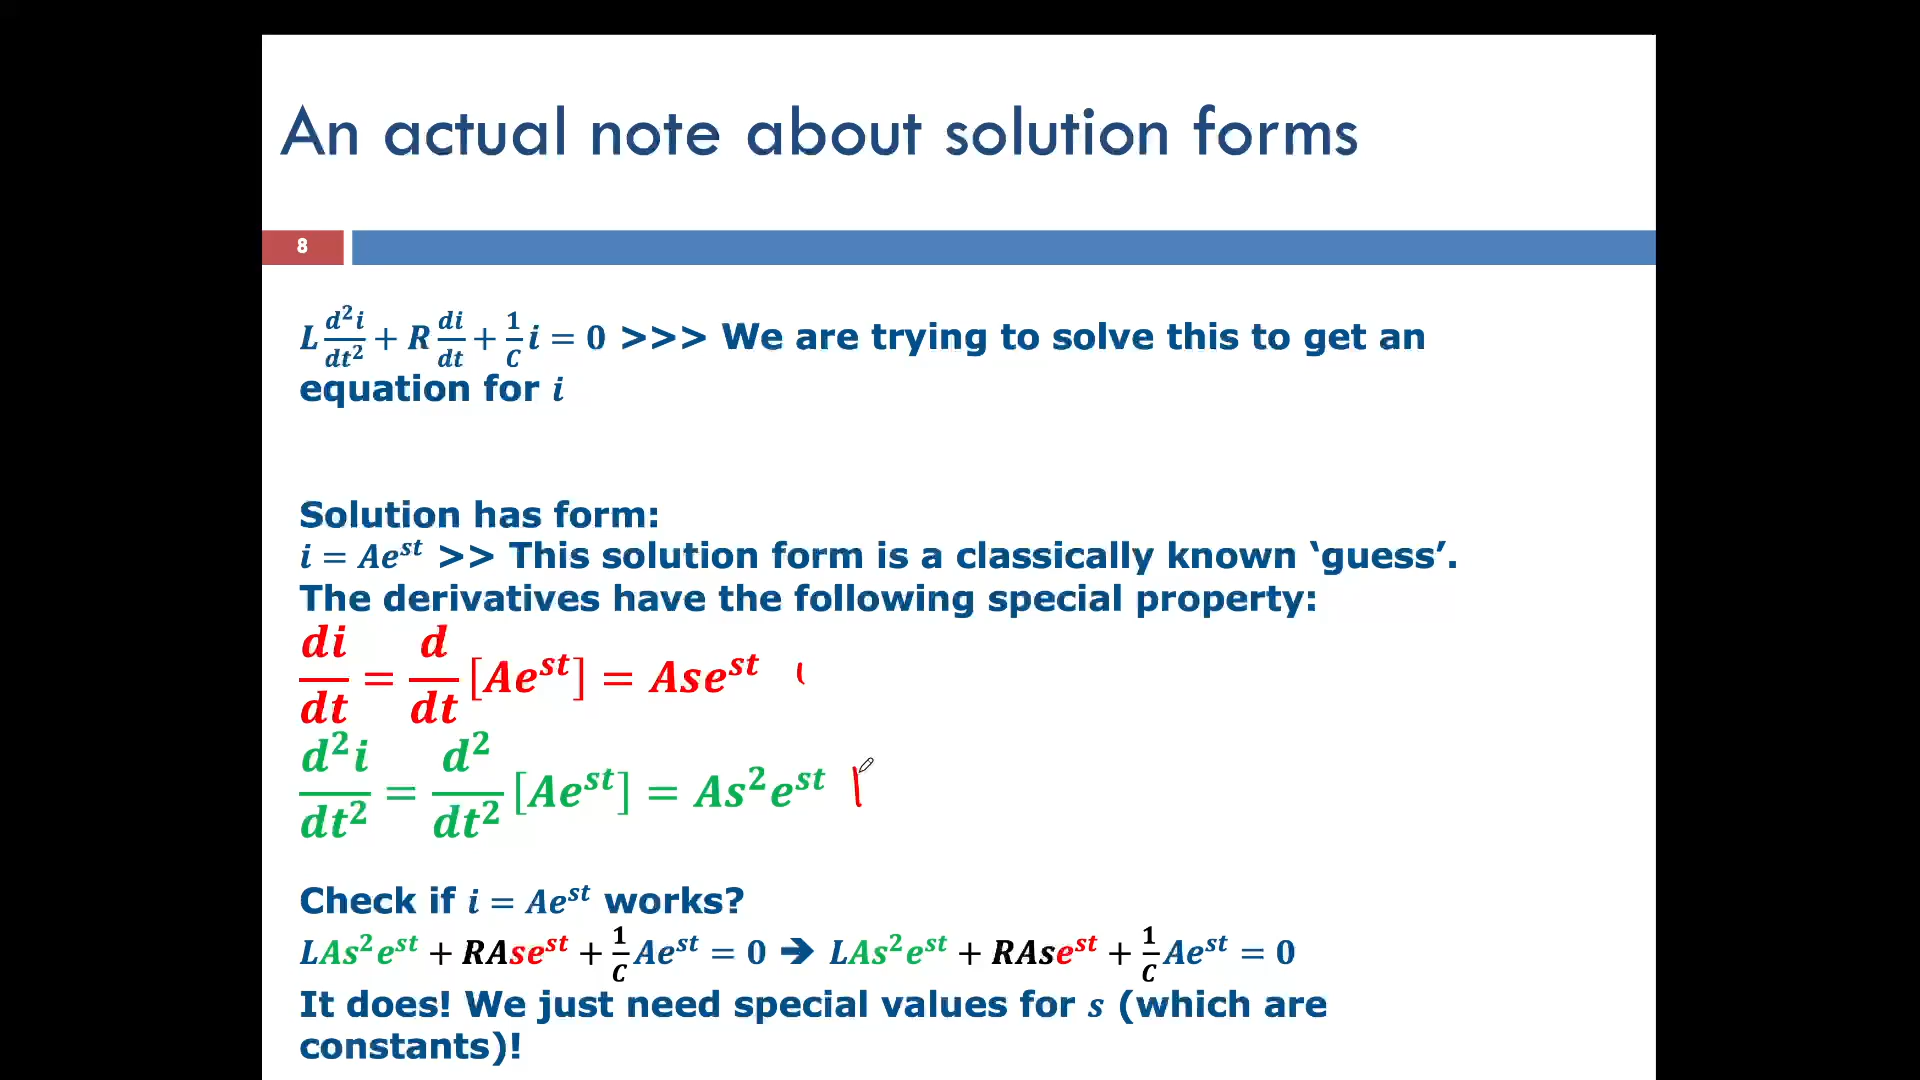 An actual note about solution forms
8
L d²i/dt² + R di/dt + 1/C i = 0 >>> We are trying to solve this to get an
equation for i
Solution has form:
i = Ae^st >> This solution form is a classically known ‘guess’.
The derivatives have the following special property:
di/dt = d/dt [Ae^st] = Ase^st
d²i/dt² = d²/dt² [Ae^st] = As²e^st
Check if i = Ae^st works?
LAs²e^st + RAse^st + 1/C Ae^st = 0 🡺 LAs²e^st + RAse^st + 1/C Ae^st = 0
It does! We just need special values for s (which are
constants)!